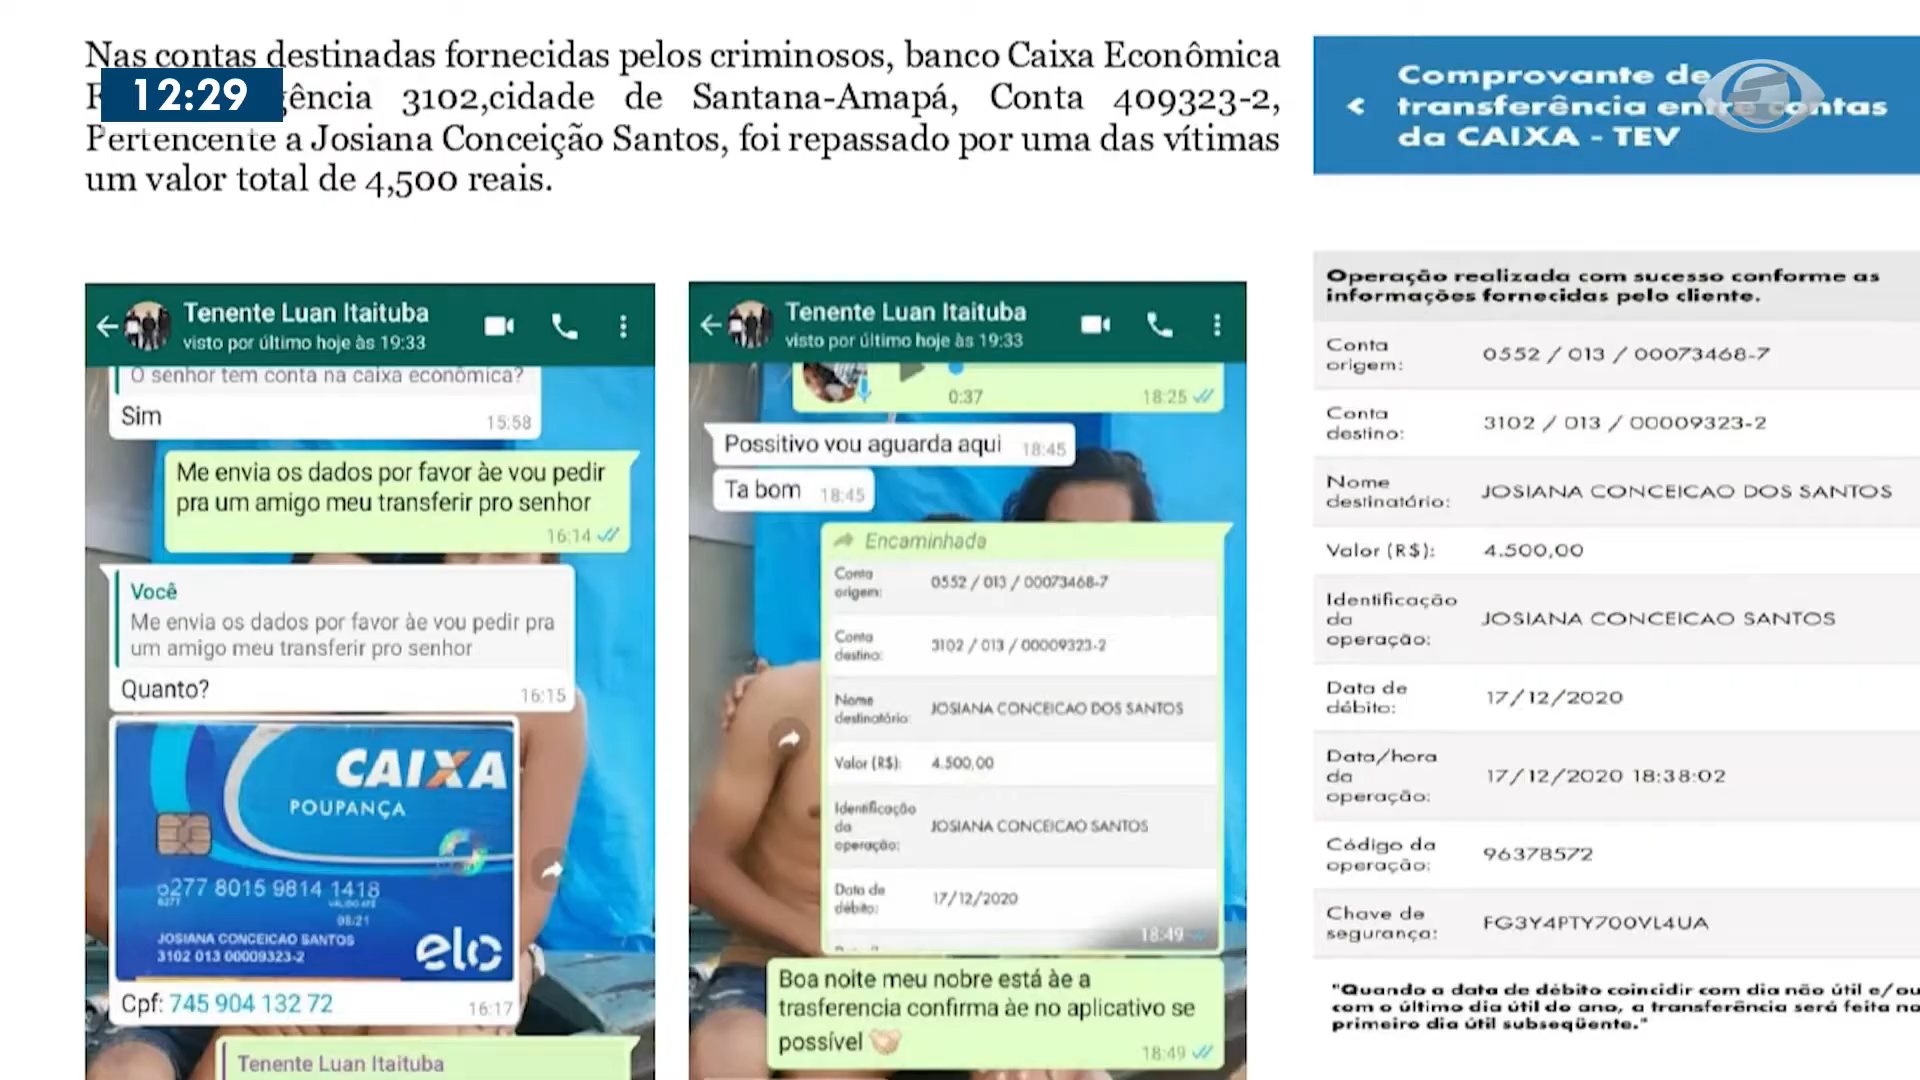 Nas contas destinadas fornecidas pelos criminosos, banco Caixa Econômica
12:29
gência 3102,cidade de Santana-Amapá, Conta 409323-2,
Pertencente a Josiana Conceição Santos, foi repassado por uma das vítimas
um valor total de 4,500 reais.
Tenente Luan Itaituba
visto por último hoje às 19:33
O senhor tem conta na caixa econômica?
Sim
15:58
Me envia os dados por favor àe vou pedir
pra um amigo meu transferir pro senhor
16:14
Você
Me envia os dados por favor àe vou pedir pra
um amigo meu transferir pro senhor
Quanto?
16:15
CAIXA
POUPANÇA
6277 8015 9814 1418
6277
VÁLIDO ATÉ
08/21
JOSIANA CONCEICAO SANTOS
3102 013 00009323-2
elo
Cpf: 745 904 132 72
16:17
Tenente Luan Itaituba
Tenente Luan Itaituba
visto por último hoje às 19:33
0:37
18:25
Possitivo vou aguarda aqui 18:45
Ta bom 18:45
Encaminhada
Conta
origem: 0552 / 013 / 00073468-7
Conta
destino: 3102 / 013 / 00009323-2
Nome
destinatário: JOSIANA CONCEICAO DOS SANTOS
Valor (R$): 4.500,00
Identificação
da
operação: JOSIANA CONCEICAO SANTOS
Data de
débito: 17/12/2020
18:49
Boa noite meu nobre está àe a
trasferencia confirma àe no aplicativo se
possível
18:49
Comprovante de
< transferência entre contas
da CAIXA - TEV
Operação realizada com sucesso conforme as
informações fornecidas pelo cliente.
Conta
origem: 0552 / 013 / 00073468-7
Conta
destino: 3102 / 013 / 00009323-2
Nome
destinatário: JOSIANA CONCEICAO DOS SANTOS
Valor (R$): 4.500,00
Identificação
da
operação: JOSIANA CONCEICAO SANTOS
Data de
débito: 17/12/2020
Data/hora
da
operação: 17/12/2020 18:38:02
Código da
operação: 96378572
Chave de
segurança: FG3Y4PTY700VL4UA
"Quando a data de débito coincidir com dia não útil e/ou
com o último dia útil do ano, a transferência será feita no
primeiro dia útil subseqüente."